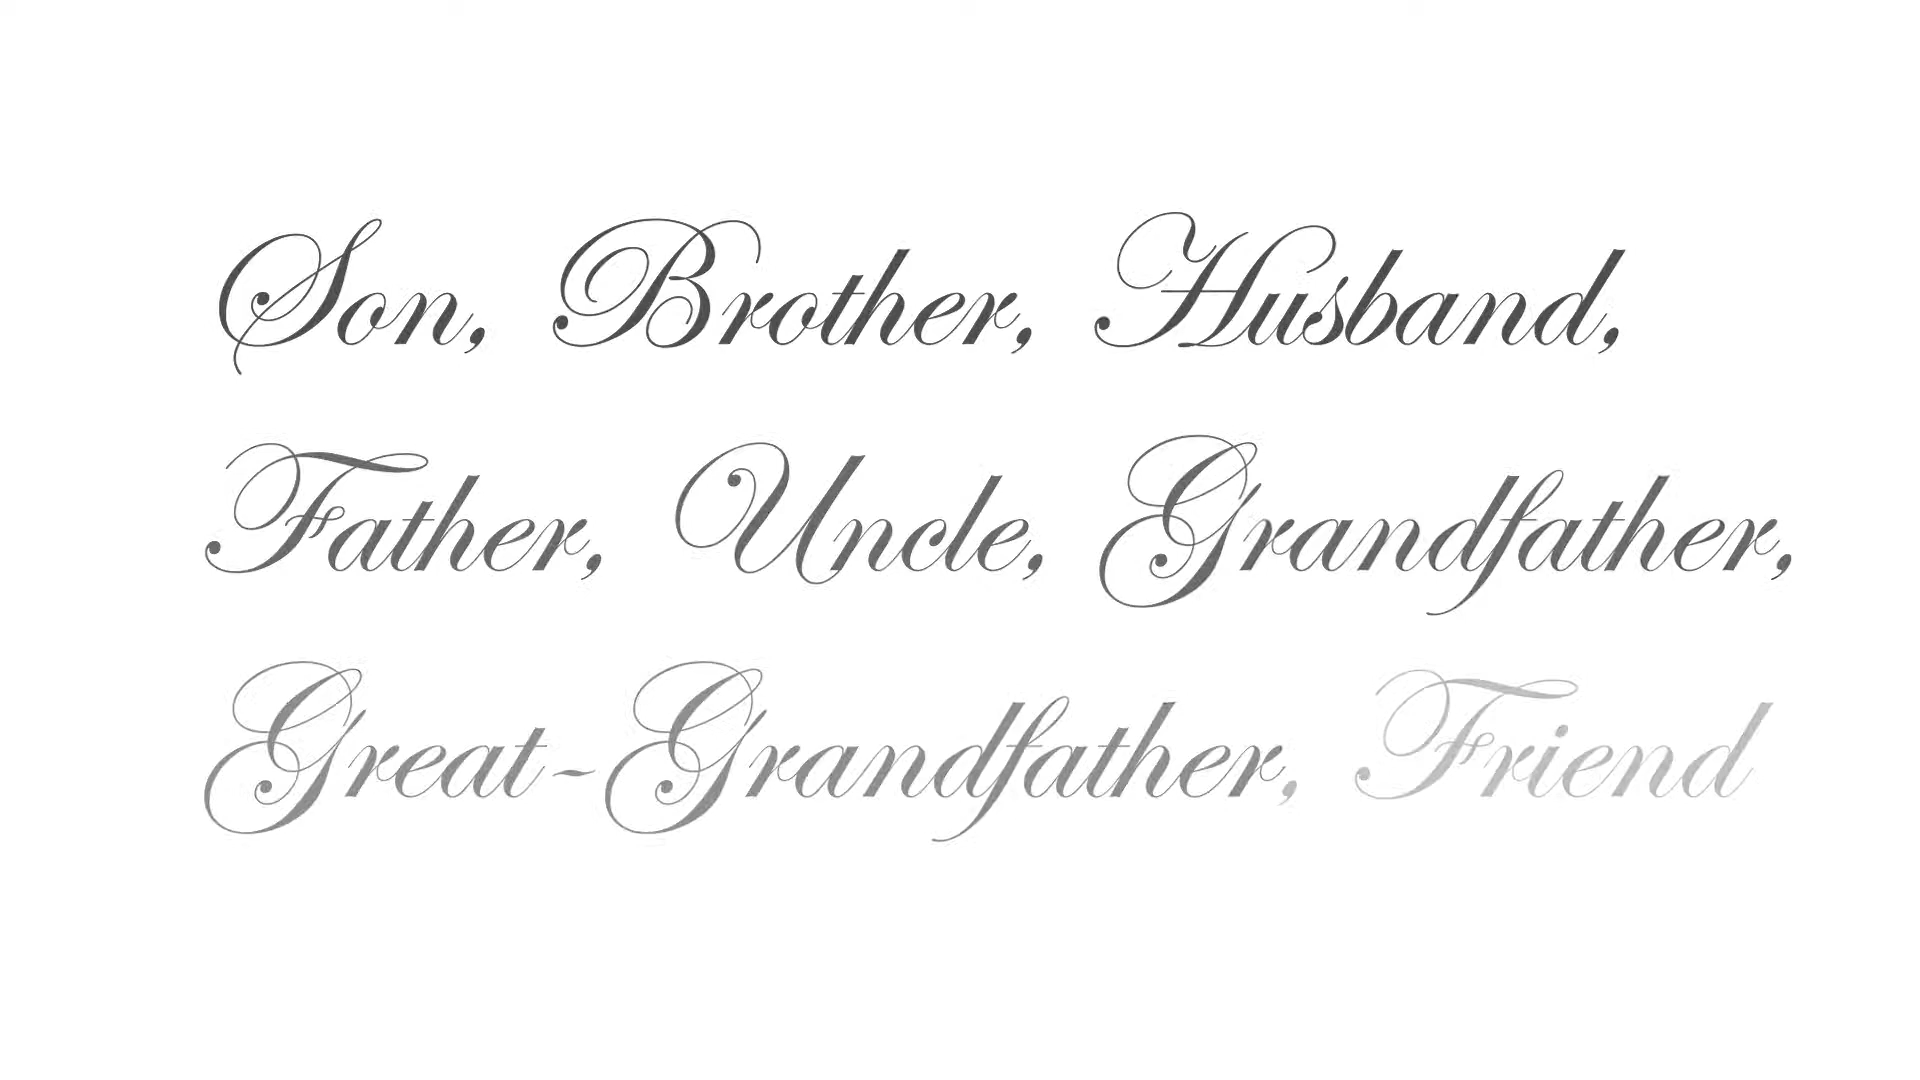 Son, Brother, Husband,
Father, Uncle, Grandfather,
Great-Grandfather, Friend